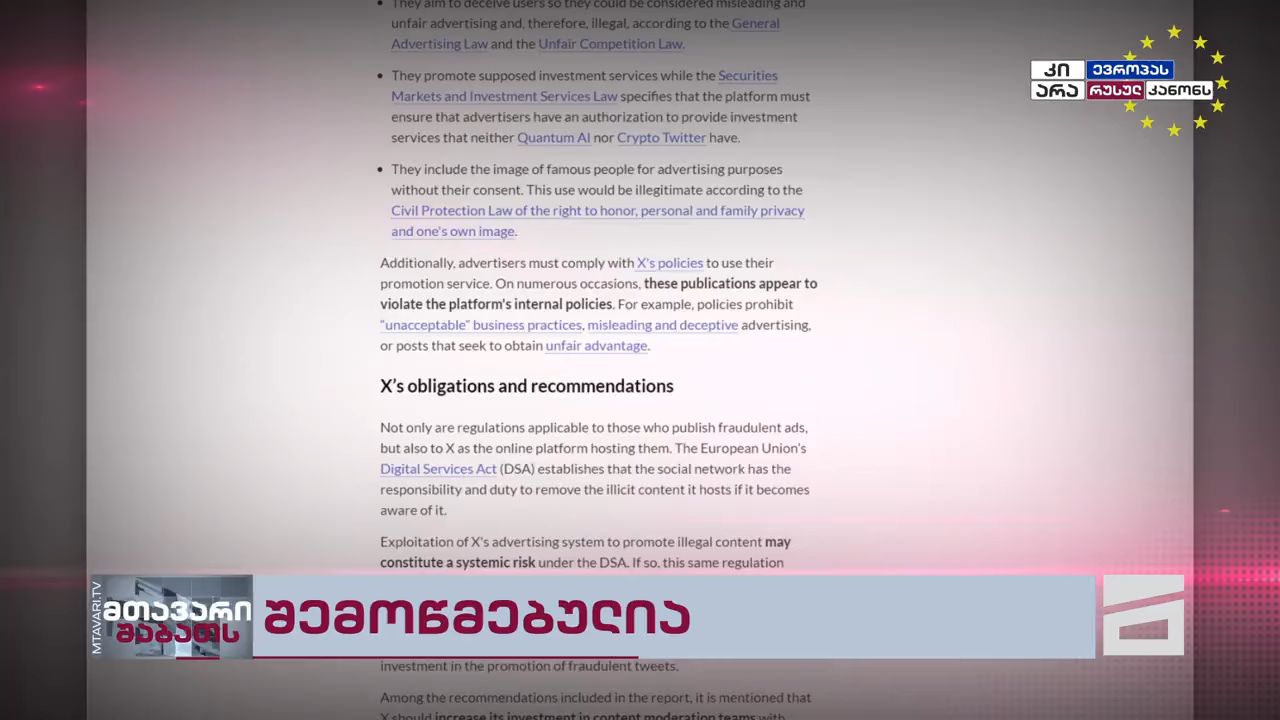 They aim to deceive users so they could be considered misleading and
unfair advertising and, therefore, illegal, according to the General
Advertising Law and the Unfair Competition Law.
They promote supposed investment services while the Securities
Markets and Investment Services Law specifies that the platform must
ensure that advertisers have an authorization to provide investment
services that neither Quantum AI nor Crypto Twitter have.
They include the image of famous people for advertising purposes
without their consent. This use would be illegitimate according to the
Civil Protection Law of the right to honor, personal and family privacy
and one's own image.
Additionally, advertisers must comply with X's policies to use their
promotion service. On numerous occasions, these publications appear to
violate the platform's internal policies. For example, policies prohibit
“unacceptable” business practices, misleading and deceptive advertising,
or posts that seek to obtain unfair advantage.
X’s obligations and recommendations
Not only are regulations applicable to those who publish fraudulent ads,
but also to X as the online platform hosting them. The European Union’s
Digital Services Act (DSA) establishes that the social network has the
responsibility and duty to remove the illicit content it hosts if it becomes
aware of it.
Exploitation of X's advertising system to promote illegal content may
constitute a systemic risk under the DSA. If so, this same regulation
investment in the promotion of fraudulent tweets.
Among the recommendations included in the report, it is mentioned that
X should increase its investment in content moderation teams with
კი ევროპას
არა რუსულ კანონს
MTAVARI.TV
მთავარი
შაბათს
შემოწმებულია